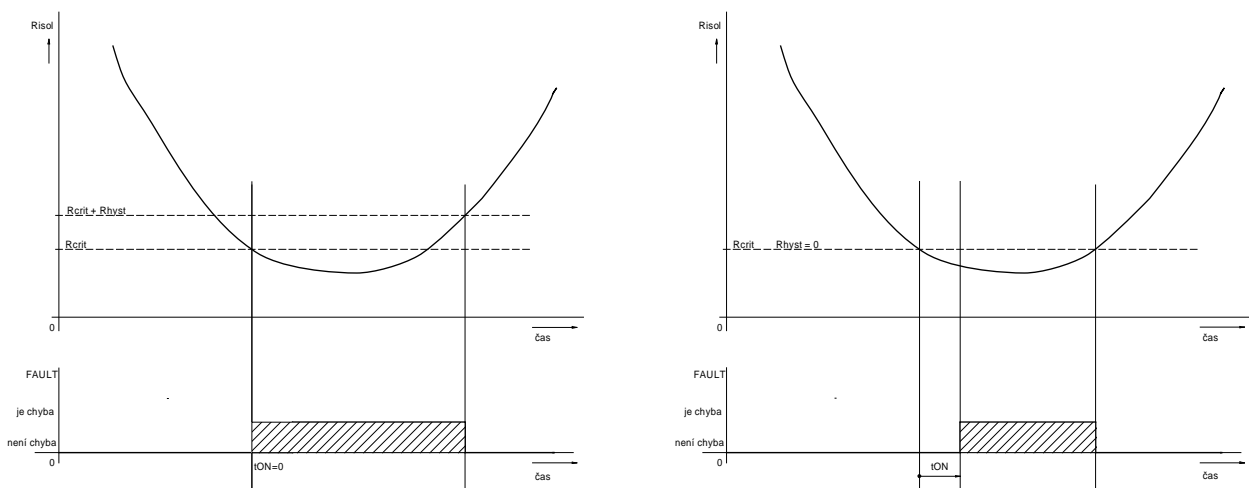 Risol
Rcrit + Rhyst
Rcrit
0
čas
FAULT
je chyba
není chyba
0
tON=0
čas
Risol
Rcrit Rhyst = 0
0
čas
FAULT
je chyba
není chyba
0
tON
čas